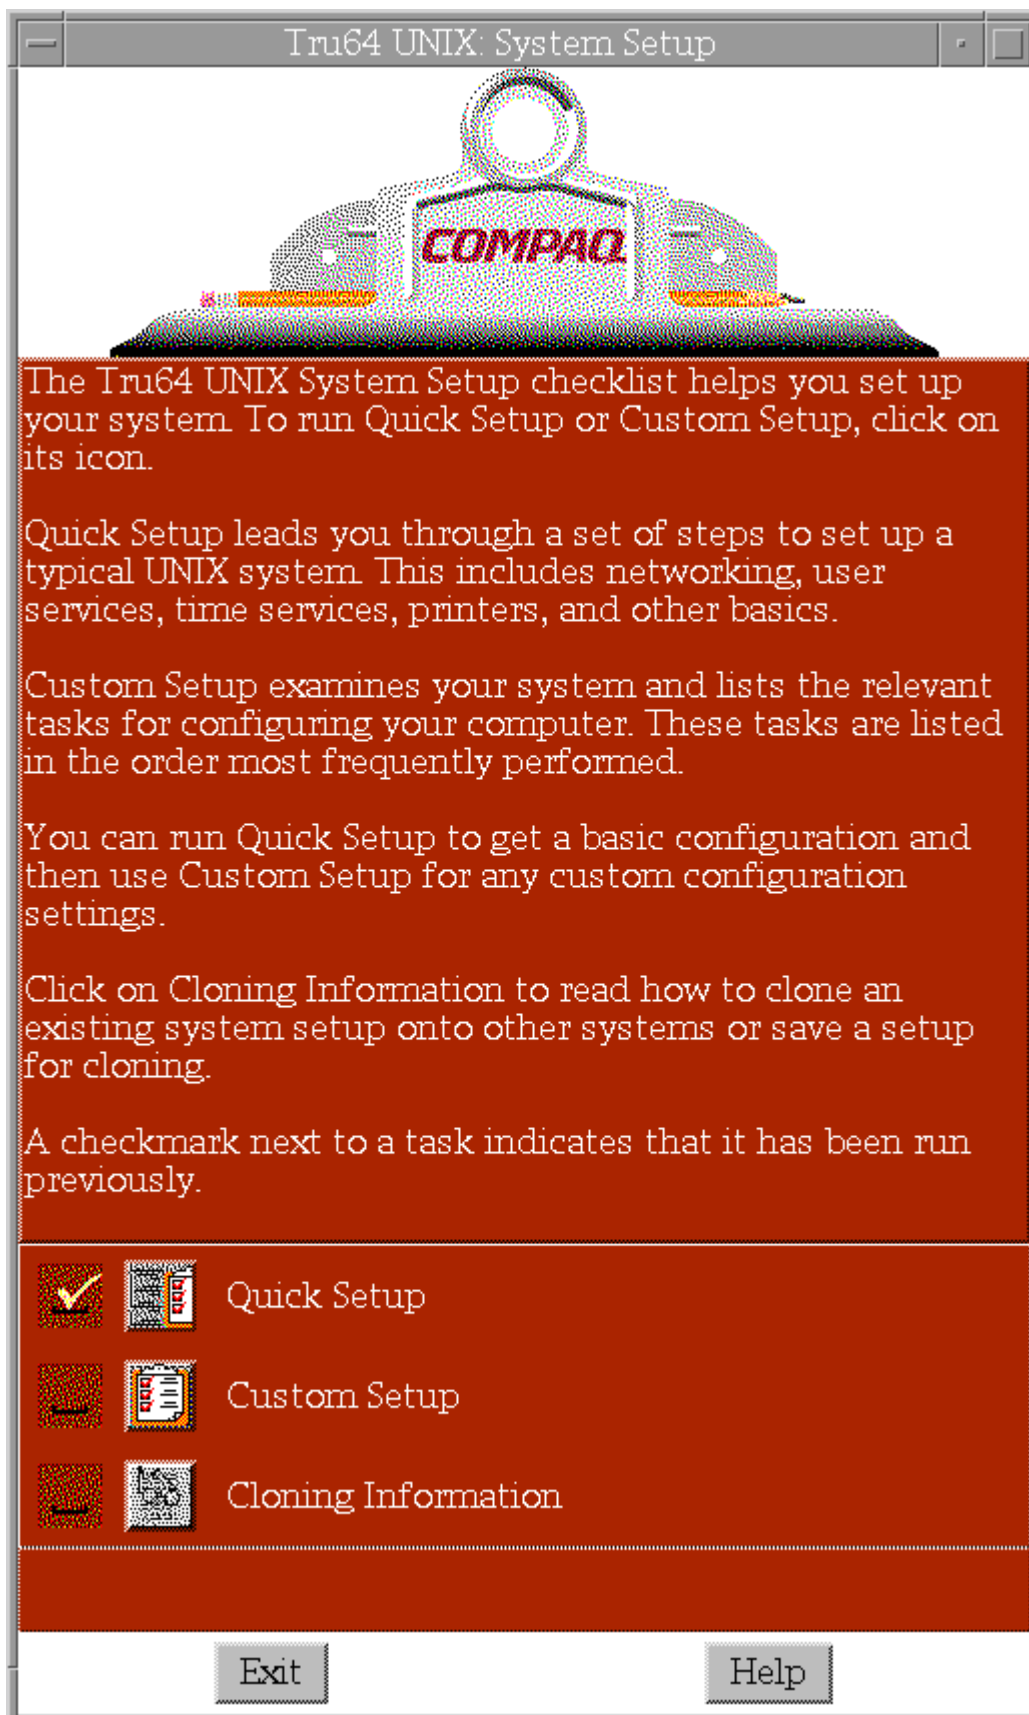 Tru64 UNIX: System Setup
COMPAQ
The Tru64 UNIX System Setup checklist helps you set up
your system. To run Quick Setup or Custom Setup, click on
its icon.
Quick Setup leads you through a set of steps to set up a
typical UNIX system. This includes networking, user
services, time services, printers, and other basics.
Custom Setup examines your system and lists the relevant
tasks for configuring your computer. These tasks are listed
in the order most frequently performed.
You can run Quick Setup to get a basic configuration and
then use Custom Setup for any custom configuration
settings.
Click on Cloning Information to read how to clone an
existing system setup onto other systems or save a setup
for cloning.
A checkmark next to a task indicates that it has been run
previously.
Quick Setup
Custom Setup
Cloning Information
Exit
Help